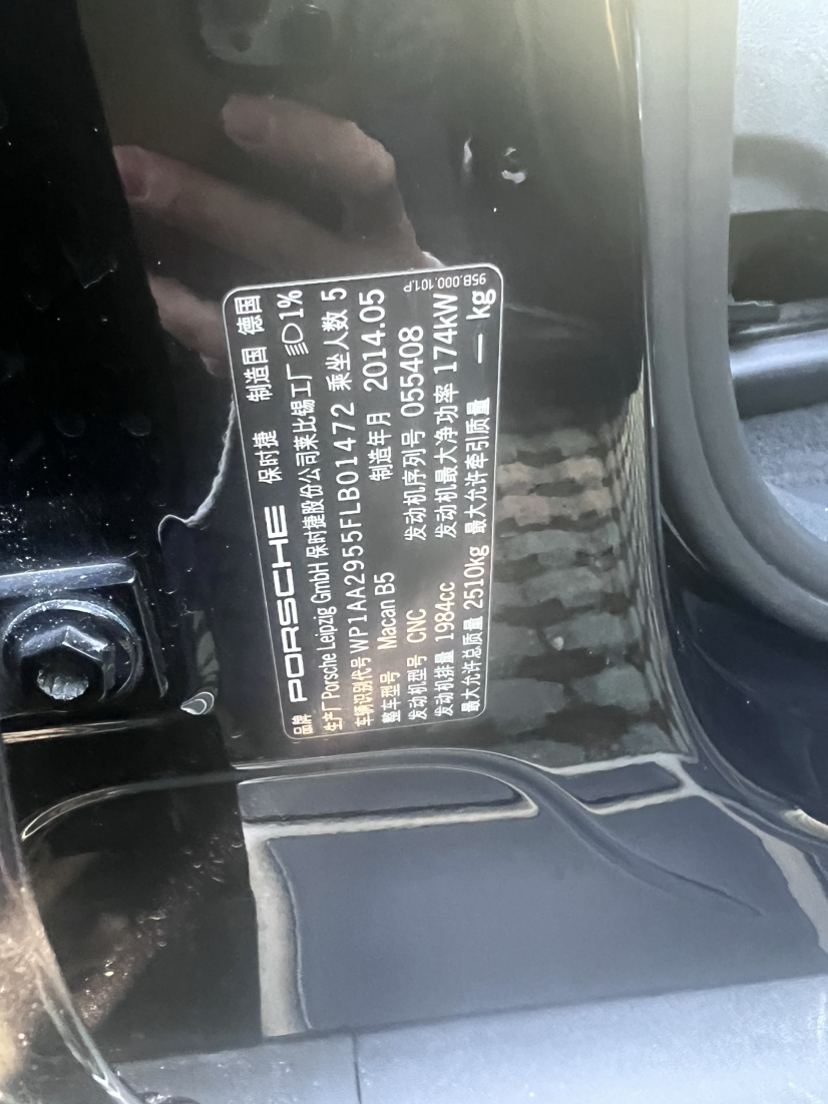 品牌 PORSCHE 保时捷 制造国 德国
生产厂 Porsche Leipzig GmbH 保时捷股份公司莱比锡工厂 1%
车辆识别代号 WP1AA2955FLB01472 乘坐人数 5
整车型号 Macan B5 制造年月 2014.05
发动机型号 CNC 发动机序列号 055408
发动机排量 1984cc 发动机最大净功率 174kW
最大允许总质量 2510kg 最大允许牵引质量 — kg
95B.000.101.P